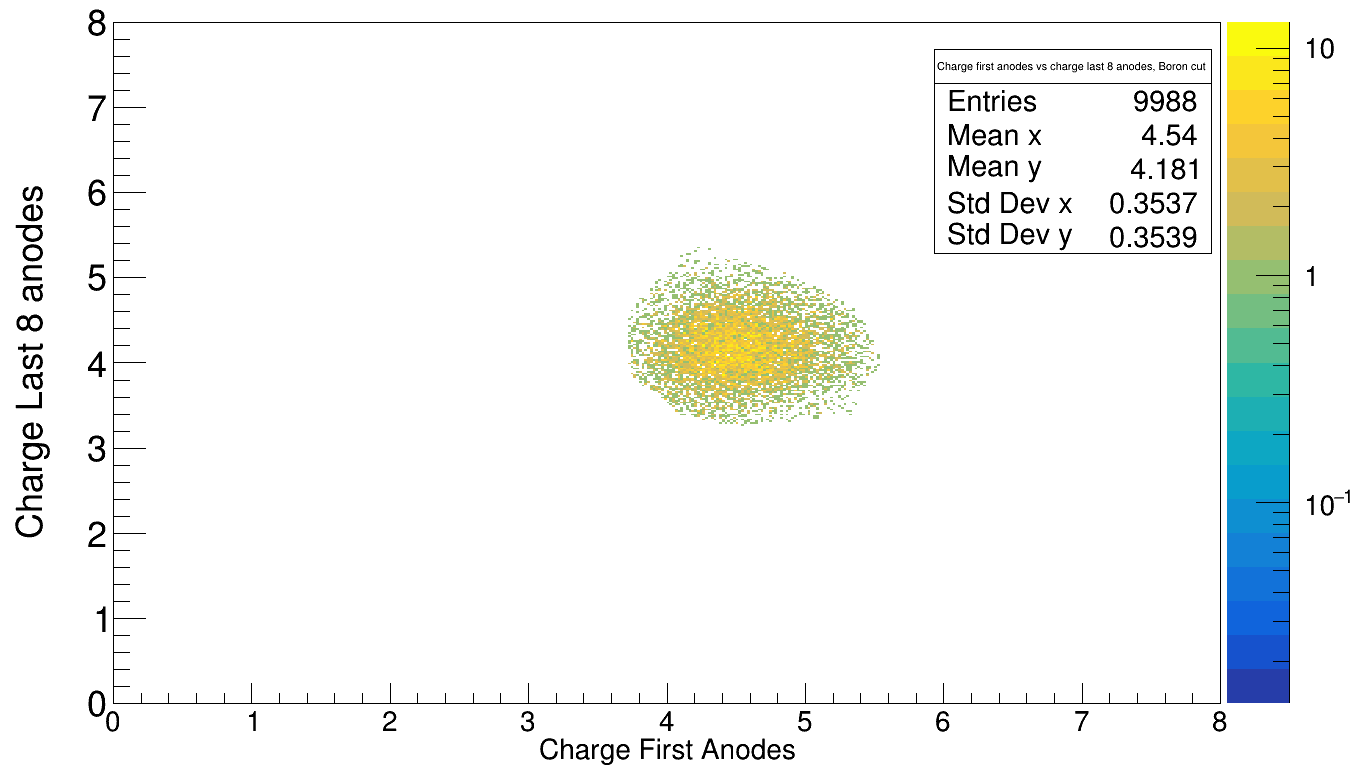 Charge first anodes vs charge last 8 anodes, Boron cut
Entries 9988
Mean x 4.54
Mean y 4.181
Std Dev x 0.3537
Std Dev y 0.3539
Charge Last 8 anodes
8
7
6
5
4
3
2
1
0
0 1 2 3 4 5 6 7 8
Charge First Anodes
10
1
10⁻¹